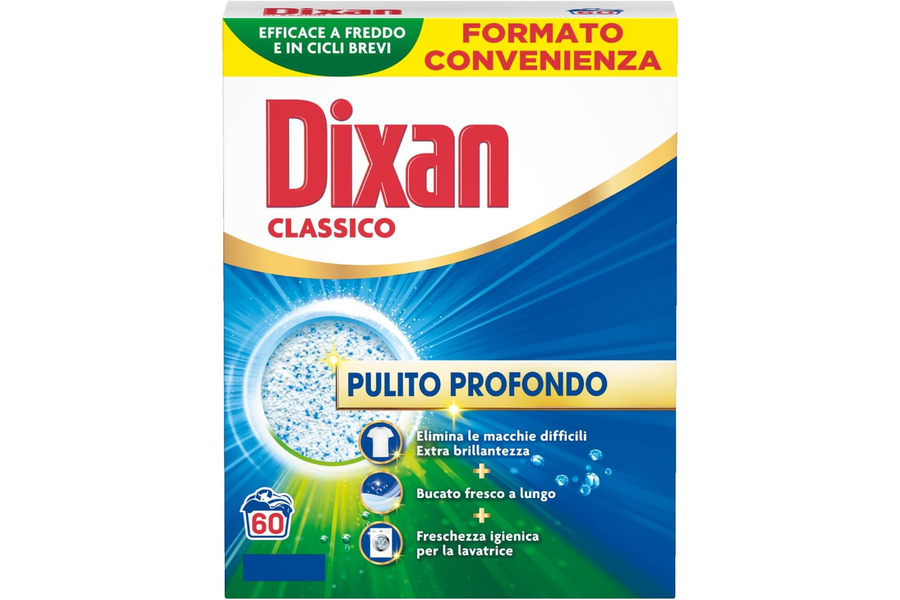 EFFICACE A FREDDO
E IN CICLI BREVI
FORMATO
CONVENIENZA
Dixan
CLASSICO
PULITO PROFONDO
Elimina le macchie difficili
Extra brillantezza
+
Bucato fresco a lungo
+
Freschezza igienica
per la lavatrice
60